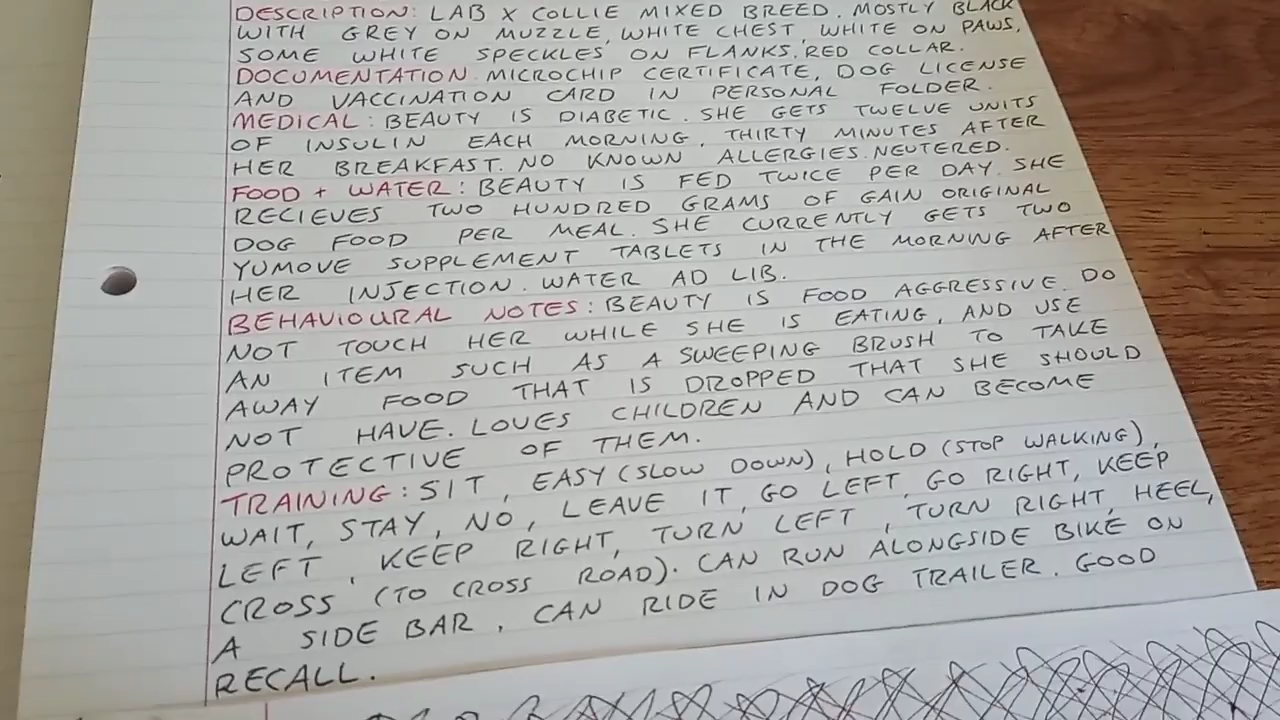 DESCRIPTION: LAB X COLLIE MIXED BREED. MOSTLY BLACK
WITH GREY ON MUZZLE, WHITE CHEST, WHITE ON PAWS,
SOME WHITE SPECKLES ON FLANKS. RED COLLAR.
DOCUMENTATION: MICROCHIP CERTIFICATE, DOG LICENSE
AND VACCINATION CARD IN PERSONAL FOLDER.
MEDICAL: BEAUTY IS DIABETIC. SHE GETS TWELVE UNITS
OF INSULIN EACH MORNING, THIRTY MINUTES AFTER
HER BREAKFAST. NO KNOWN ALLERGIES. NEUTERED.
FOOD + WATER: BEAUTY IS FED TWICE PER DAY. SHE
RECIEVES TWO HUNDRED GRAMS OF GAIN ORIGINAL
DOG FOOD PER MEAL. SHE CURRENTLY GETS TWO
YUMOVE SUPPLEMENT TABLETS IN THE MORNING AFTER
HER INJECTION. WATER AD LIB.
BEHAVIOURAL NOTES: BEAUTY IS FOOD AGGRESSIVE. DO
NOT TOUCH HER WHILE SHE IS EATING, AND USE
AN ITEM SUCH AS A SWEEPING BRUSH TO TAKE
AWAY FOOD THAT IS DROPPED THAT SHE SHOULD
NOT HAVE. LOVES CHILDREN AND CAN BECOME
PROTECTIVE OF THEM.
TRAINING: SIT, EASY (SLOW DOWN), HOLD (STOP WALKING),
WAIT, STAY, NO, LEAVE IT, GO LEFT, GO RIGHT, KEEP
LEFT, KEEP RIGHT, TURN LEFT, TURN RIGHT, HEEL,
CROSS (TO CROSS ROAD). CAN RUN ALONGSIDE BIKE ON
A SIDE BAR, CAN RIDE IN DOG TRAILER. GOOD
RECALL.